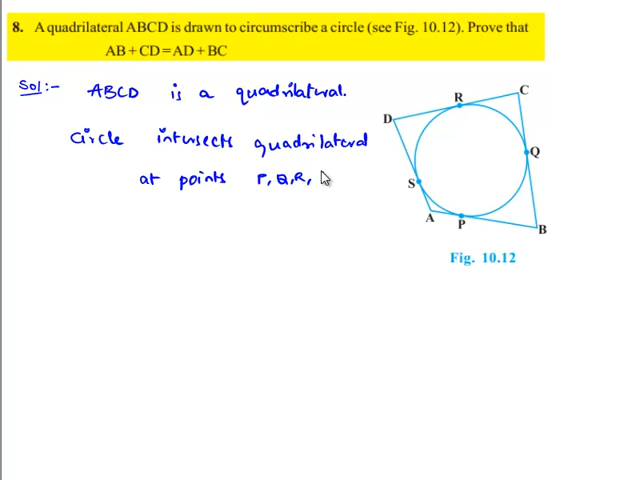 8. A quadrilateral ABCD is drawn to circumscribe a circle (see Fig. 10.12). Prove that
AB + CD = AD + BC
Sol:- ABCD is a quadrilateral.
Circle intersects quadrilateral
at points P, Q, R,
D
R
C
Q
S
A
P
B
Fig. 10.12